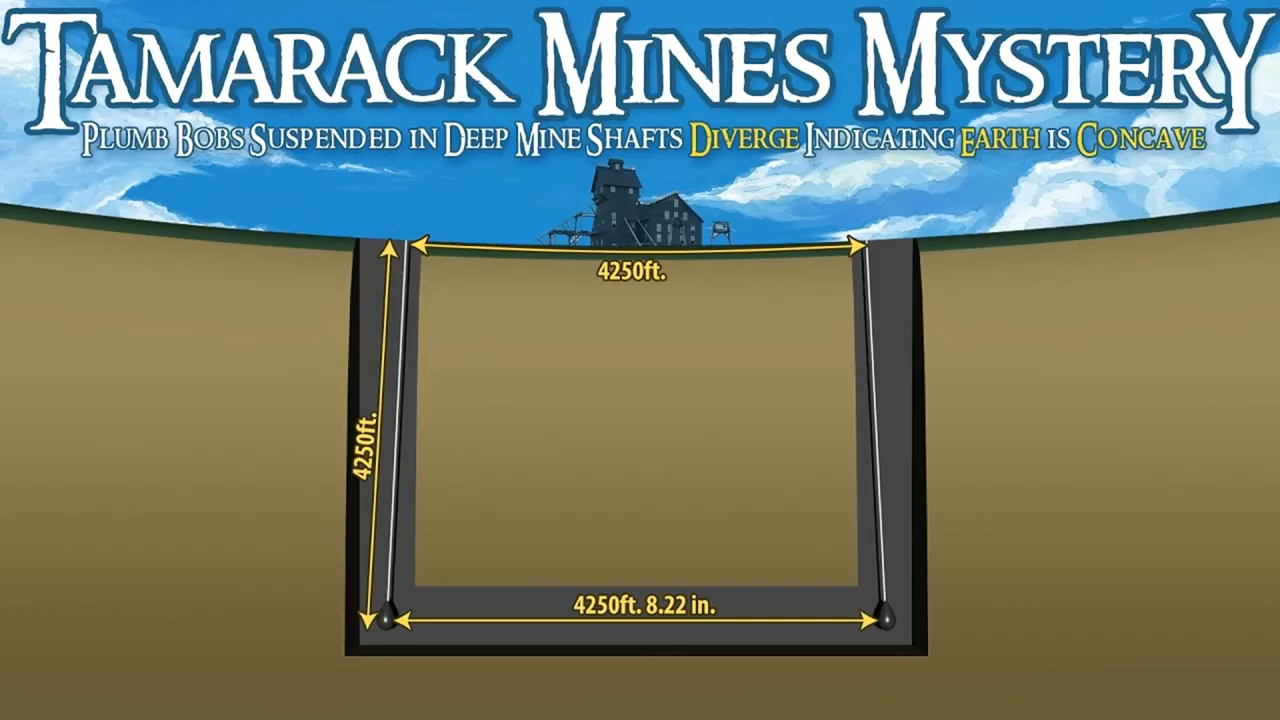 TAMARACK MINES MYSTERY
PLUMB BOBS SUSPENDED IN DEEP MINE SHAFTS DIVERGE INDICATING EARTH IS CONCAVE
4250ft.
4250ft.
4250ft. 8.22 in.